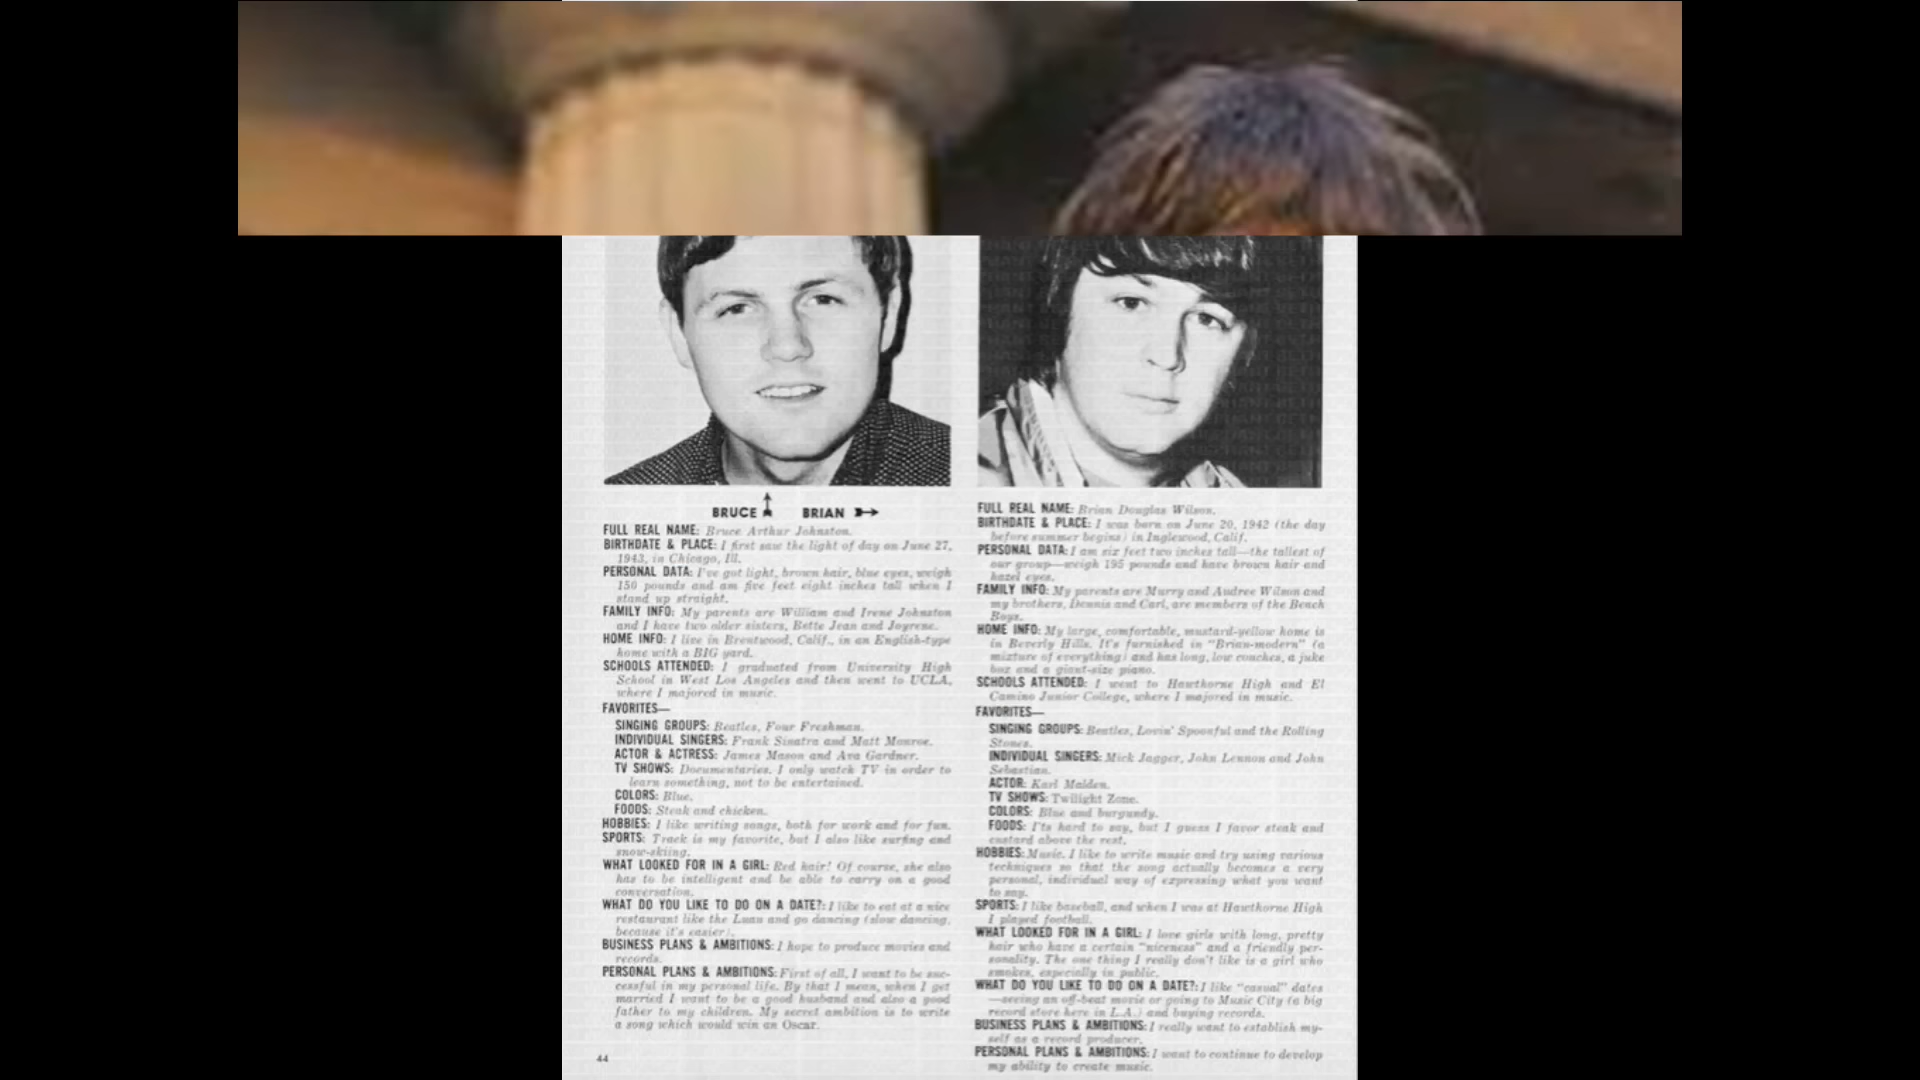 BRUCE BRIAN
FULL REAL NAME: Bruce Arthur Johnston.
BIRTHDATE & PLACE: I first saw the light of day on June 27,
1943, in Chicago, Ill.
PERSONAL DATA: I've got light, brown hair, blue eyes, weigh
150 pounds and am five feet eight inches tall when I
stand up straight.
FAMILY INFO: My parents are William and Irene Johnston
and I have two older sisters, Bette Jean and Joyrene.
HOME INFO: I live in Brentwood, Calif., in an English-type
home with a BIG yard.
SCHOOLS ATTENDED: I graduated from University High
School in West Los Angeles and then went to UCLA,
where I majored in music.
FAVORITES—
SINGING GROUPS: Beatles, Four Freshman.
INDIVIDUAL SINGERS: Frank Sinatra and Matt Monroe.
ACTOR & ACTRESS: James Mason and Ava Gardner.
TV SHOWS: Documentaries. I only watch TV in order to
learn something, not to be entertained.
COLORS: Blue.
FOODS: Steak and chicken.
HOBBIES: I like writing songs, both for work and for fun.
SPORTS: Track is my favorite, but I also like surfing and
snow-skiing.
WHAT LOOKED FOR IN A GIRL: Red hair! Of course, she also
has to be intelligent and be able to carry on a good
conversation.
WHAT DO YOU LIKE TO DO ON A DATE?: I like to eat at a nice
restaurant like the Luau and go dancing (slow dancing,
because it's easier).
BUSINESS PLANS & AMBITIONS: I hope to produce movies and
records.
PERSONAL PLANS & AMBITIONS: First of all, I want to be suc-
cessful in my personal life. By that I mean, when I get
married I want to be a good husband and also a good
father to my children. My secret ambition is to write
a song which would win an Oscar.
44
FULL REAL NAME: Brian Douglas Wilson.
BIRTHDATE & PLACE: I was born on June 20, 1942 (the day
before summer begins) in Inglewood, Calif.
PERSONAL DATA: I am six feet two inches tall—the tallest of
our group—weigh 195 pounds and have brown hair and
hazel eyes.
FAMILY INFO: My parents are Murry and Audree Wilson and
my brothers, Dennis and Carl, are members of the Beach
Boys.
HOME INFO: My large, comfortable, mustard-yellow home is
in Beverly Hills. It's furnished in "Brian-modern" (a
mixture of everything) and has long, low couches, a juke
box and a giant-size piano.
SCHOOLS ATTENDED: I went to Hawthorne High and El
Camino Junior College, where I majored in music.
FAVORITES—
SINGING GROUPS: Beatles, Lovin' Spoonful and the Rolling
Stones.
INDIVIDUAL SINGERS: Mick Jagger, John Lennon and John
Sebastian.
ACTOR: Karl Malden.
TV SHOWS: Twilight Zone.
COLORS: Blue and burgundy.
FOODS: I'ts hard to say, but I guess I favor steak and
custard above the rest.
HOBBIES: Music. I like to write music and try using various
techniques so that the song actually becomes a very
personal, individual way of expressing what you want
to say.
SPORTS: I like baseball, and when I was at Hawthorne High
I played football.
WHAT LOOKED FOR IN A GIRL: I love girls with long, pretty
hair who have a certain "niceness" and a friendly per-
sonality. The one thing I really don't like is a girl who
smokes, especially in public.
WHAT DO YOU LIKE TO DO ON A DATE?: I like "casual" dates
—seeing an off-beat movie or going to Music City (a big
record store here in L.A.) and buying records.
BUSINESS PLANS & AMBITIONS: I really want to establish my-
self as a record producer.
PERSONAL PLANS & AMBITIONS: I want to continue to develop
my ability to create music.